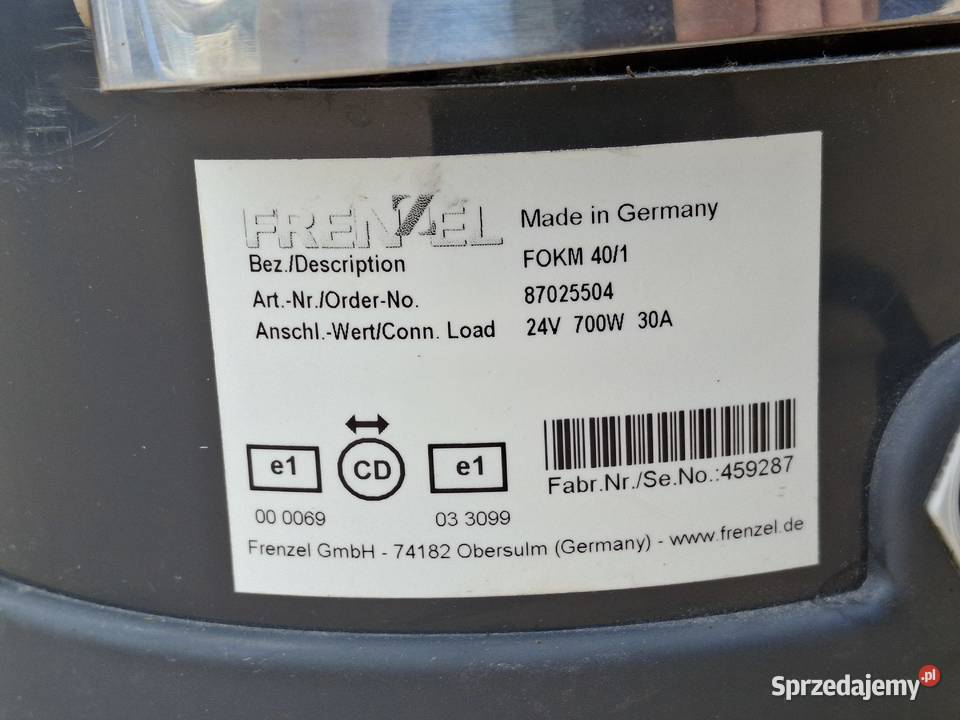 FRENZEL Made in Germany
Bez./Description FOKM 40/1
Art.-Nr./Order-No. 87025504
Anschl.-Wert/Conn. Load 24V 700W 30A
e1 CD e1
00 0069 03 3099
Fabr.Nr./Se.No.:459287
Frenzel GmbH - 74182 Obersulm (Germany) - www.frenzel.de
Sprzedajemy.pl